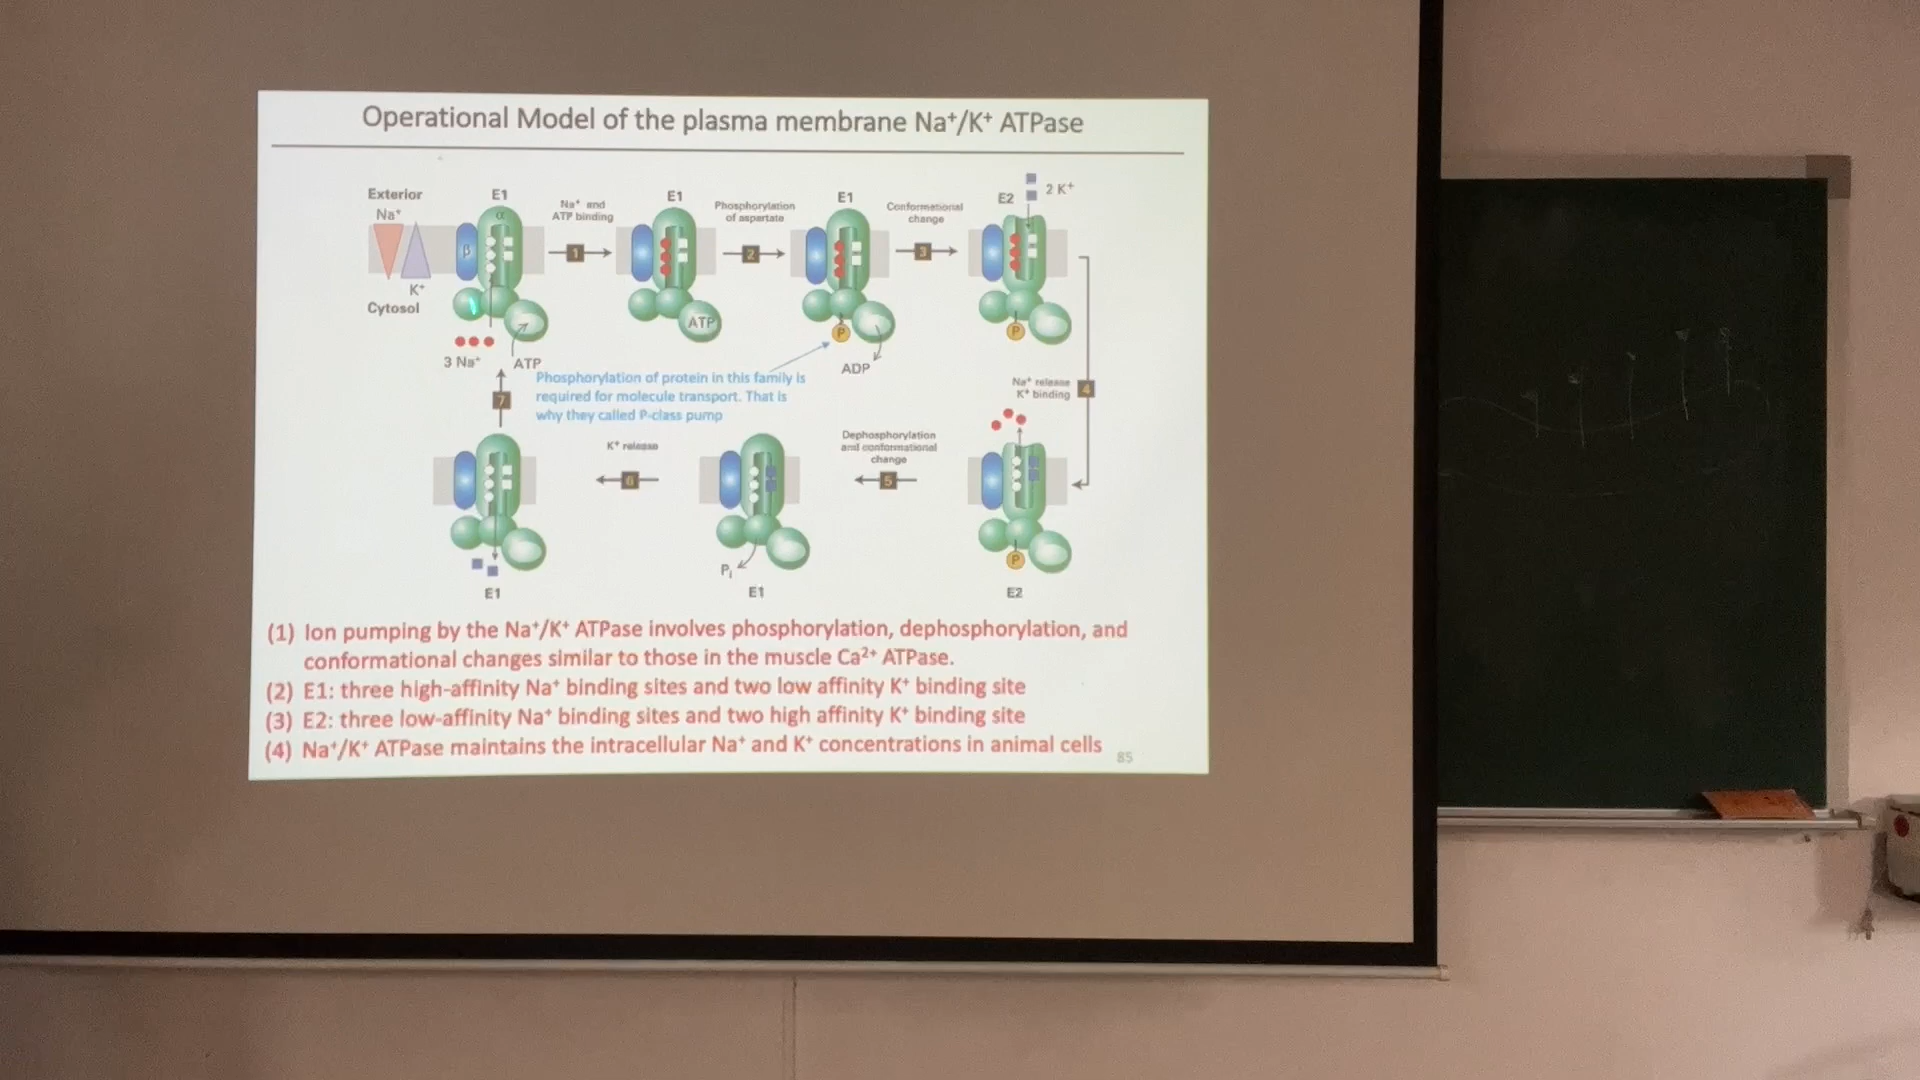 Operational Model of the plasma membrane Na⁺/K⁺ ATPase
Exterior
Na⁺
K⁺
Cytosol
E1
α
β
3 Na⁺
ATP
Na⁺ and
ATP binding
1
E1
ATP
Phosphorylation
of aspartate
2
E1
P
ADP
Conformational
change
3
E2
2 K⁺
P
Na⁺ release
K⁺ binding
4
Phosphorylation of protein in this family is
required for molecule transport. That is
why they called P-class pump
7
K⁺ release
6
Dephosphorylation
and conformational
change
5
P
Pᵢ
E1
E1
E2
(1) Ion pumping by the Na⁺/K⁺ ATPase involves phosphorylation, dephosphorylation, and
conformational changes similar to those in the muscle Ca²⁺ ATPase.
(2) E1: three high-affinity Na⁺ binding sites and two low affinity K⁺ binding site
(3) E2: three low-affinity Na⁺ binding sites and two high affinity K⁺ binding site
(4) Na⁺/K⁺ ATPase maintains the intracellular Na⁺ and K⁺ concentrations in animal cells
85